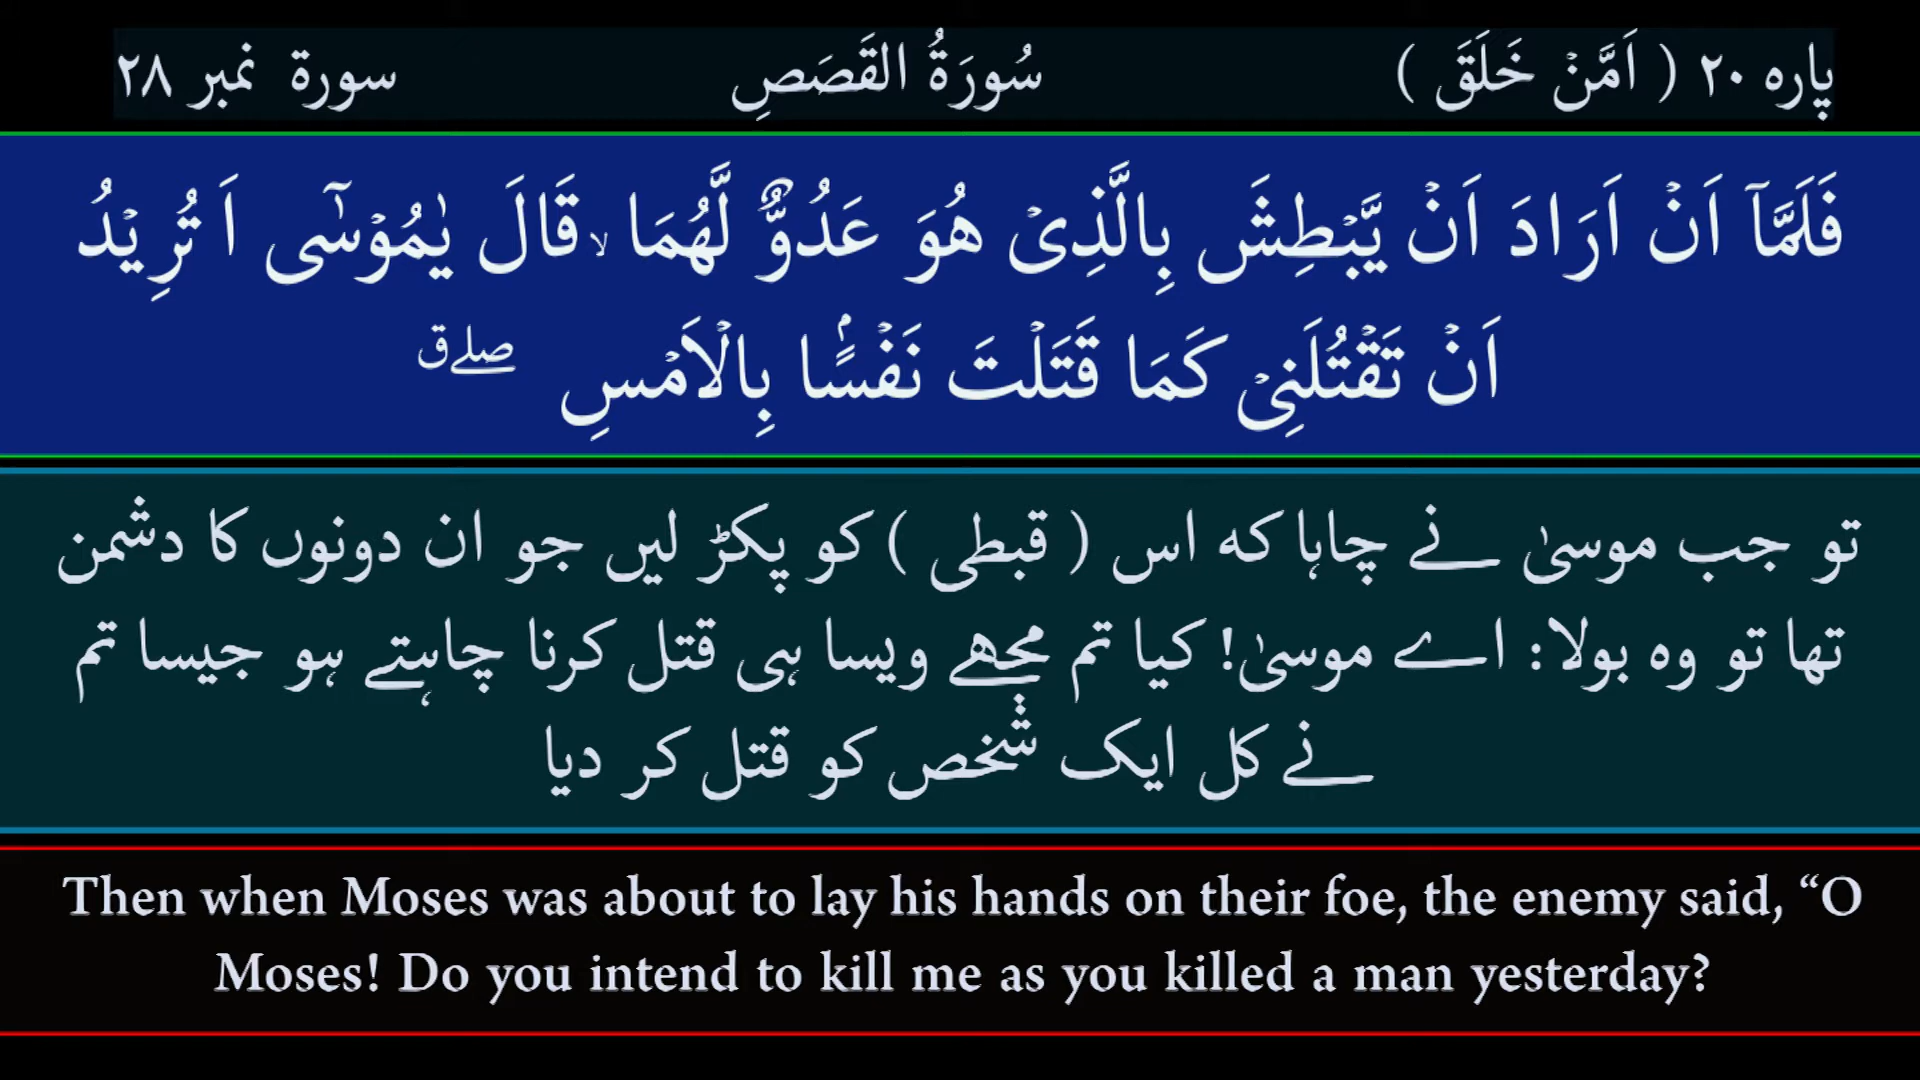 پاره ۲۰ ( اَمَّنْ خَلَقَ ) سُورَةُ القَصَصِ سورة نمبر ۲۸
فَلَمَّاۤ اَنْ اَرَادَ اَنْ يَّبْطِشَ بِالَّذِىْ هُوَ عَدُوٌّ لَّهُمَا ۙ قَالَ يٰمُوْسٰٓى اَ تُرِيْدُ
اَنْ تَقْتُلَنِىْ كَمَا قَتَلْتَ نَفْسًۢا بِالْاَمْسِ ‌ۖ ق
تو جب موسیٰ نے چاہا کہ اس ( قبطی ) کو پکڑ لیں جو ان دونوں کا دشمن
تھا تو وہ بولا: اے موسیٰ! کیا تم مجھے ویسا ہی قتل کرنا چاہتے ہو جیسا تم
نے کل ایک شخص کو قتل کر دیا
Then when Moses was about to lay his hands on their foe, the enemy said, “O
Moses! Do you intend to kill me as you killed a man yesterday?